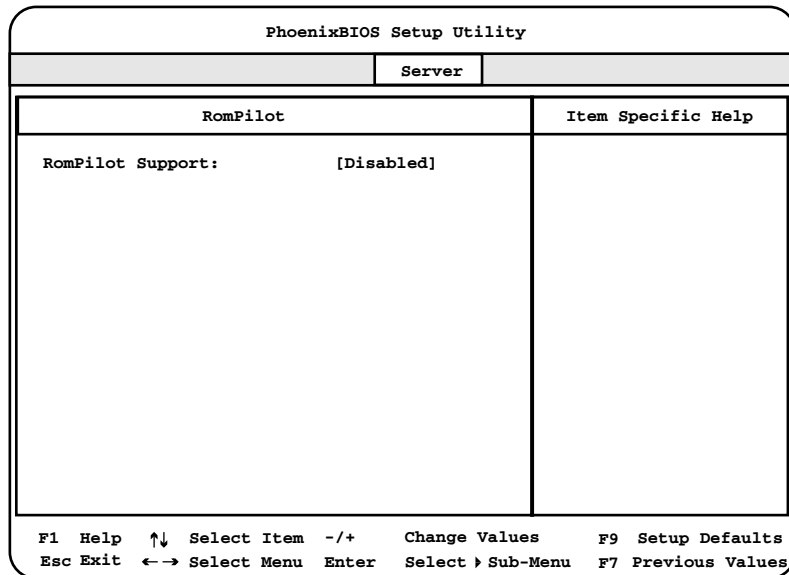 PhoenixBIOS Setup Utility
Server
RomPilot
Item Specific Help
RomPilot Support: [Disabled]
F1 Help ↑↓ Select Item -/+ Change Values F9 Setup Defaults
Esc Exit ←→ Select Menu Enter Select ▶ Sub-Menu F7 Previous Values